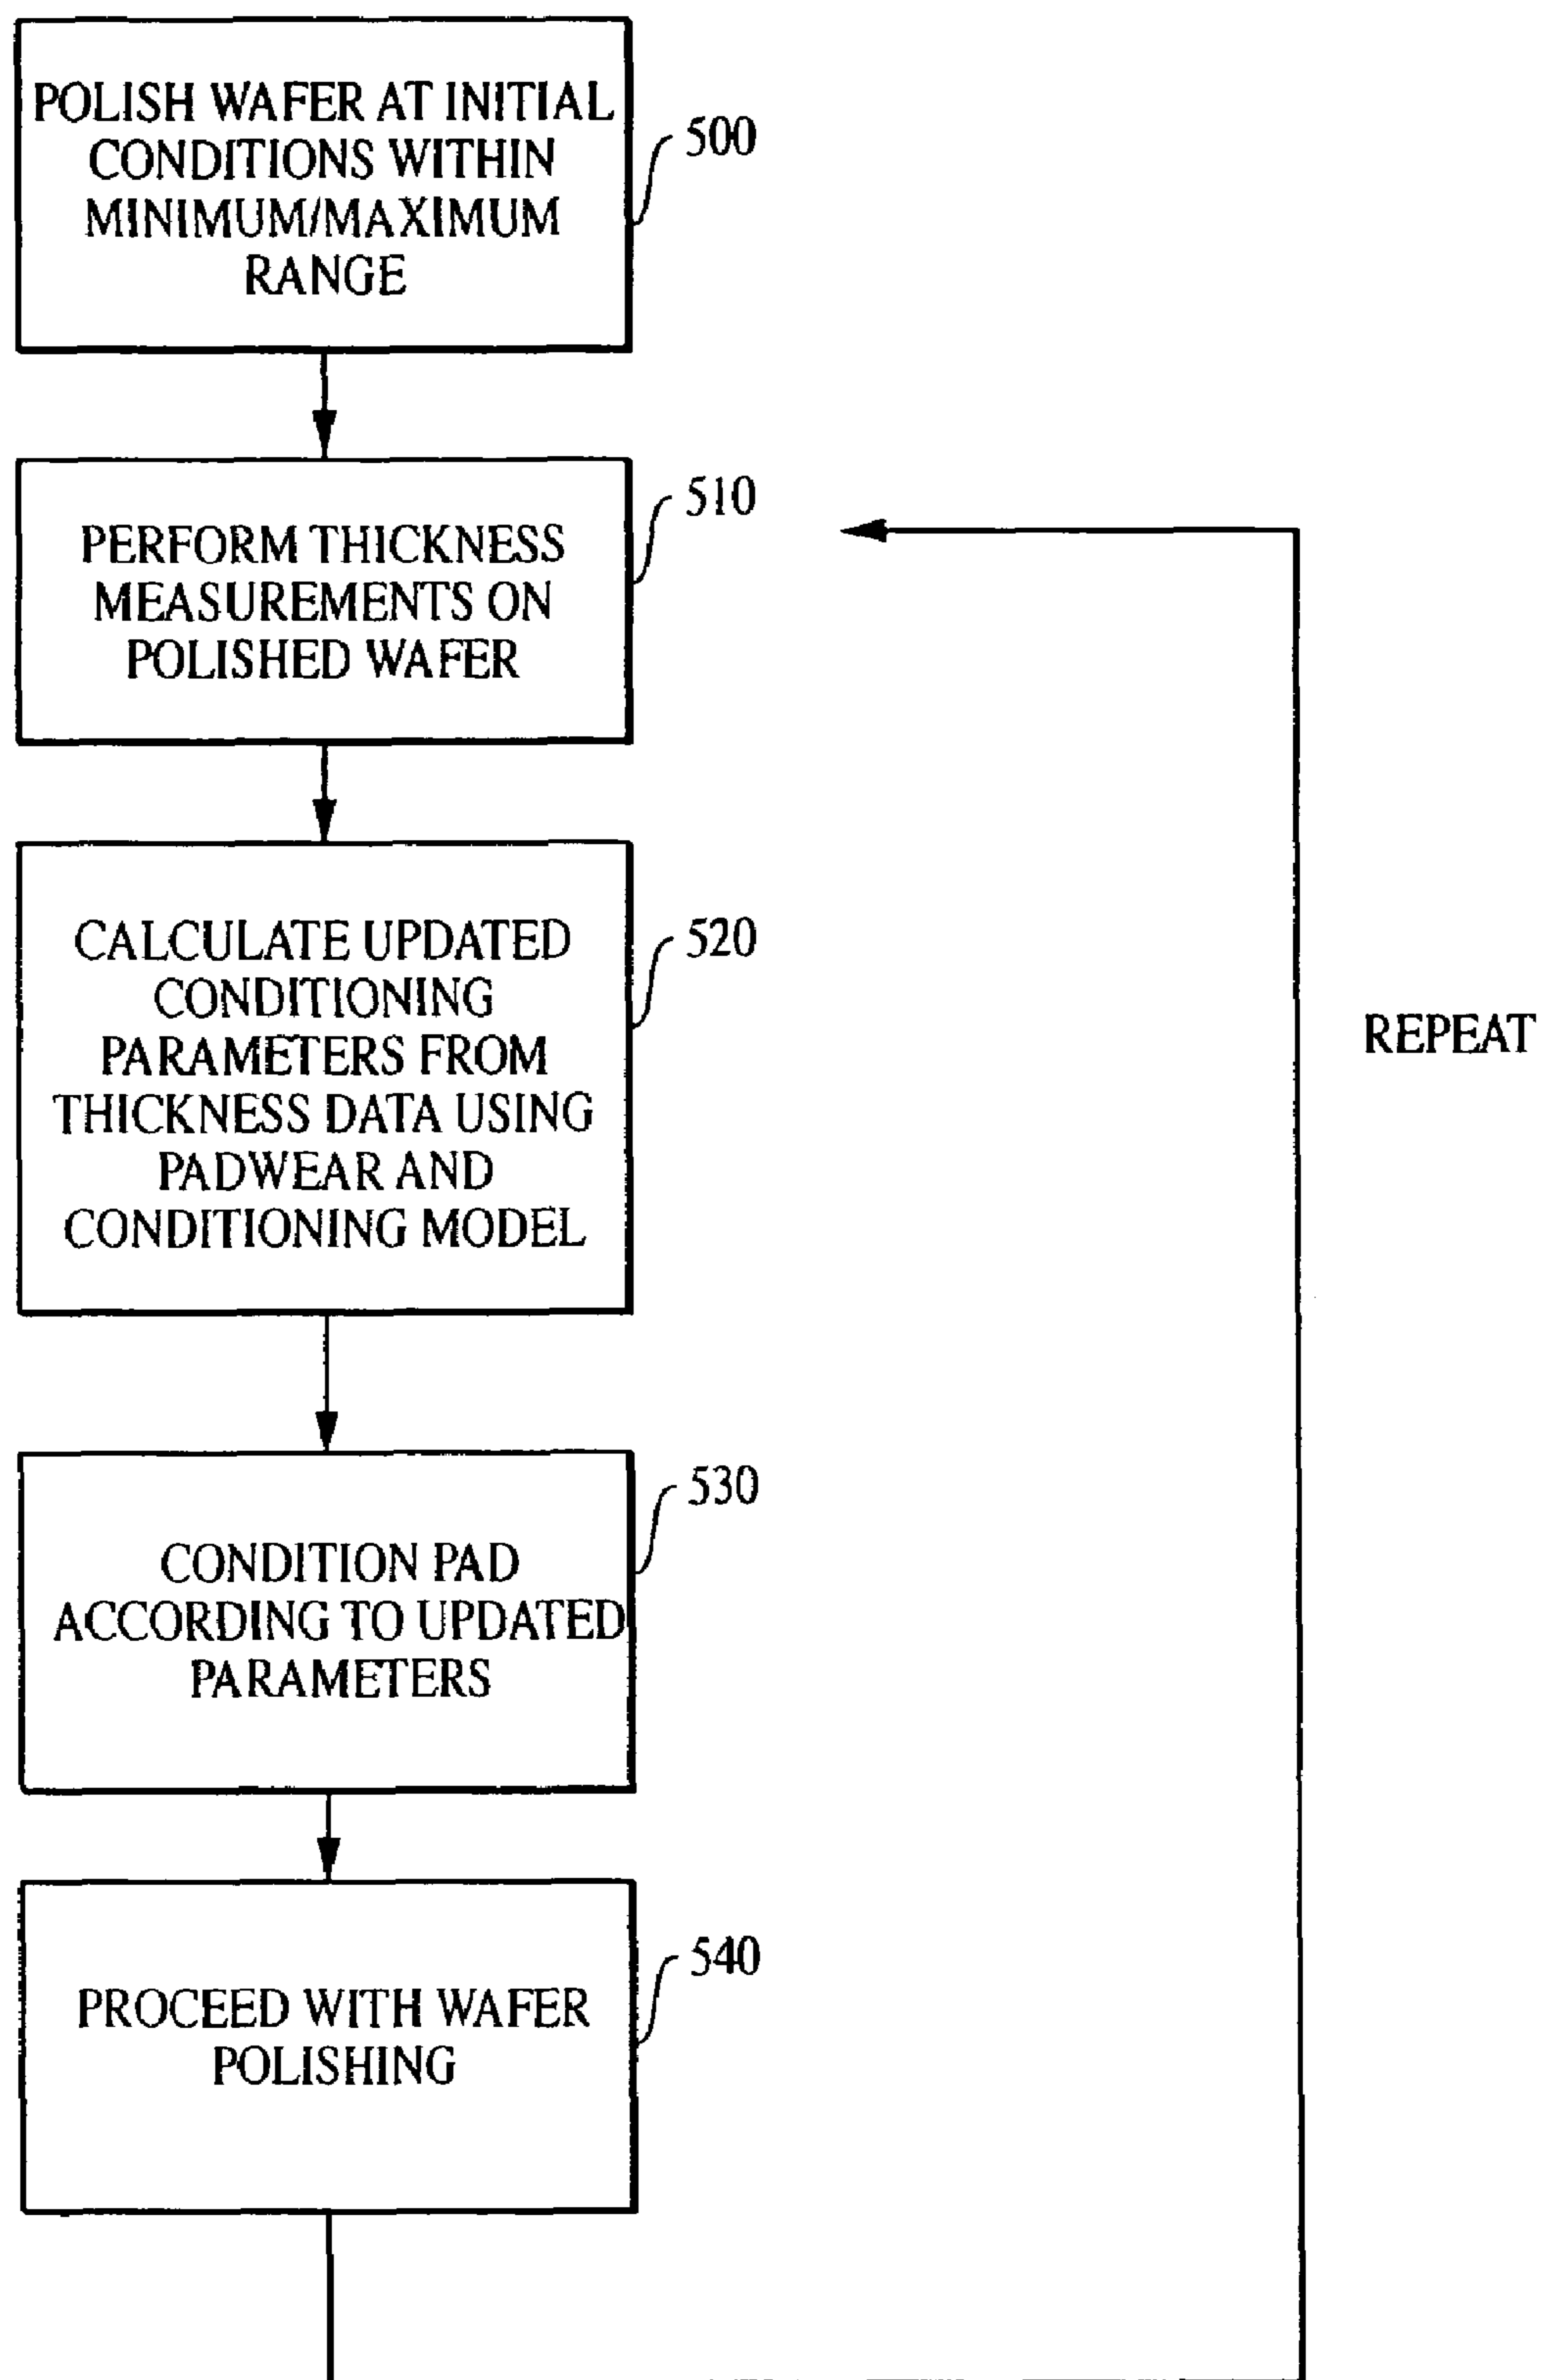 POLISH WAFER AT INITIAL
CONDITIONS WITHIN
MINIMUM/MAXIMUM
RANGE
500
PERFORM THICKNESS
MEASUREMENTS ON
POLISHED WAFER
510
CALCULATE UPDATED
CONDITIONING
PARAMETERS FROM
THICKNESS DATA USING
PADWEAR AND
CONDITIONING MODEL
520
REPEAT
CONDITION PAD
ACCORDING TO UPDATED
PARAMETERS
530
PROCEED WITH WAFER
POLISHING
540